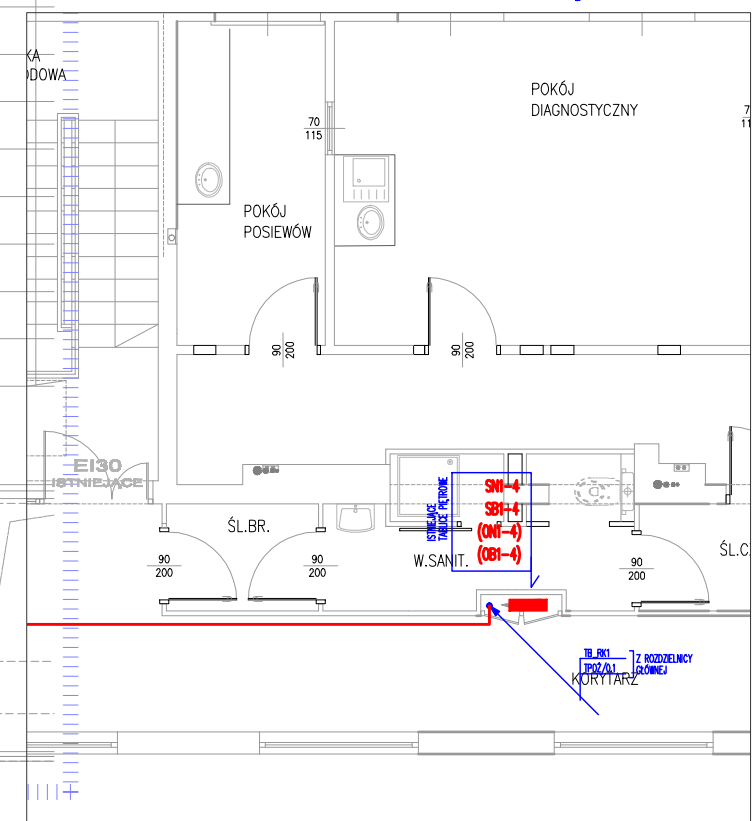 KA
DOWA
POKÓJ
DIAGNOSTYCZNY
70
115
7
11
POKÓJ
POSIEWÓW
90
200
90
200
EI30
ISTNIEJĄCE
ISTNIEJĄCE
TABLICE PIĘTROWE
SN1-4
SB1-4
(ON1-4)
(OB1-4)
ŚL.BR.
W.SANIT.
ŚL.C
90
200
90
200
90
200
TB_RK1
TPOŻ/0.1
Z ROZDZIELNICY
GŁÓWNEJ
KORYTARZ